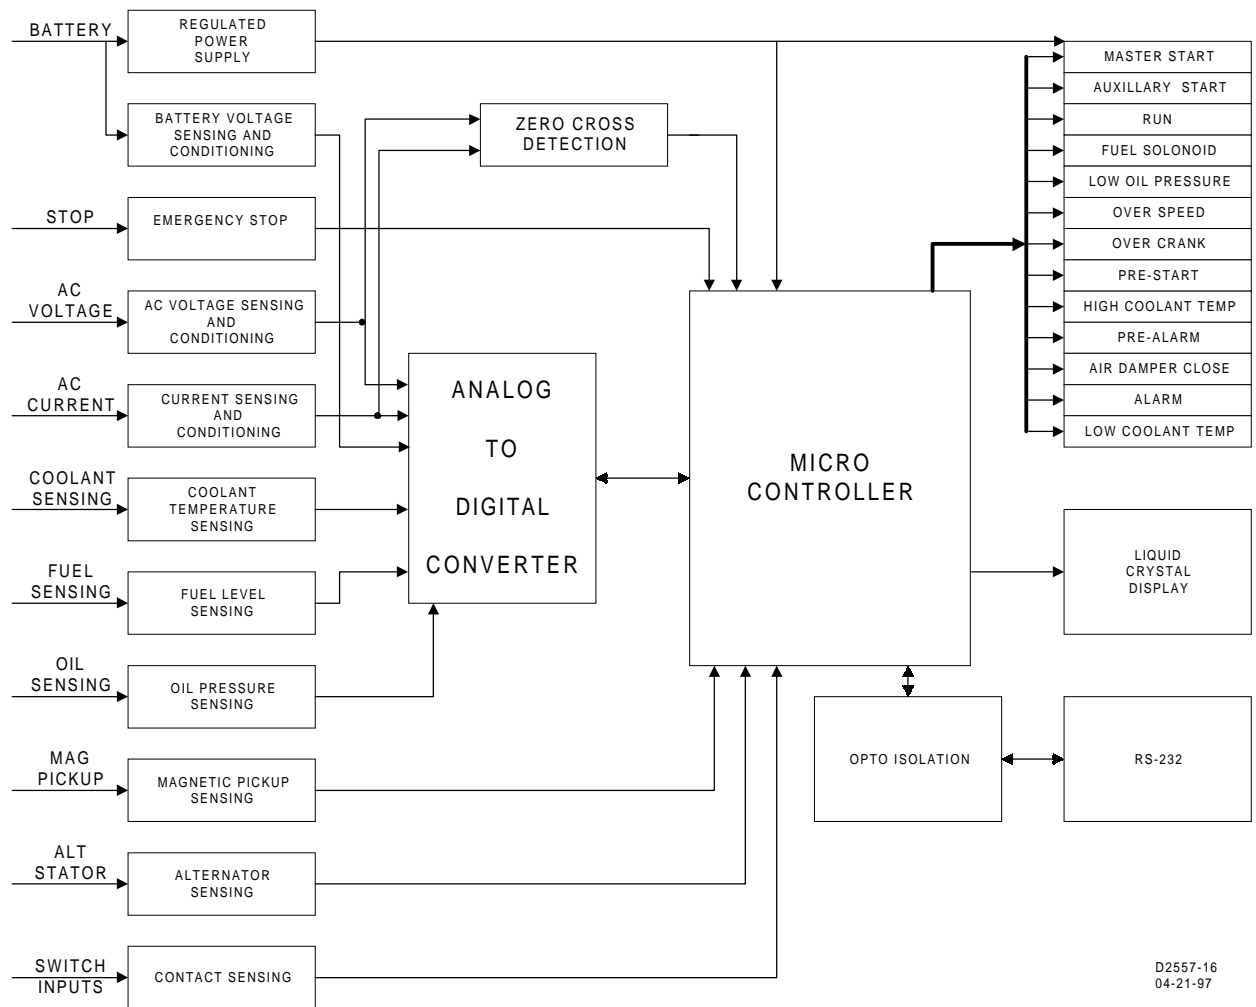 BATTERY
REGULATED
POWER
SUPPLY
BATTERY VOLTAGE
SENSING AND
CONDITIONING
ZERO CROSS
DETECTION
STOP
EMERGENCY STOP
AC
VOLTAGE
AC VOLTAGE SENSING
AND
CONDITIONING
AC
CURRENT
CURRENT SENSING
AND
CONDITIONING
COOLANT
SENSING
COOLANT
TEMPERATURE
SENSING
FUEL
SENSING
FUEL LEVEL
SENSING
OIL
SENSING
OIL PRESSURE
SENSING
MAG
PICKUP
MAGNETIC PICKUP
SENSING
ALT
STATOR
ALTERNATOR
SENSING
SWITCH
INPUTS
CONTACT SENSING
ANALOG
TO
DIGITAL
CONVERTER
MICRO
CONTROLLER
MASTER START
AUXILLARY START
RUN
FUEL SOLONOID
LOW OIL PRESSURE
OVER SPEED
OVER CRANK
PRE-START
HIGH COOLANT TEMP
PRE-ALARM
AIR DAMPER CLOSE
ALARM
LOW COOLANT TEMP
LIQUID
CRYSTAL
DISPLAY
OPTO ISOLATION
RS-232
D2557-16
04-21-97